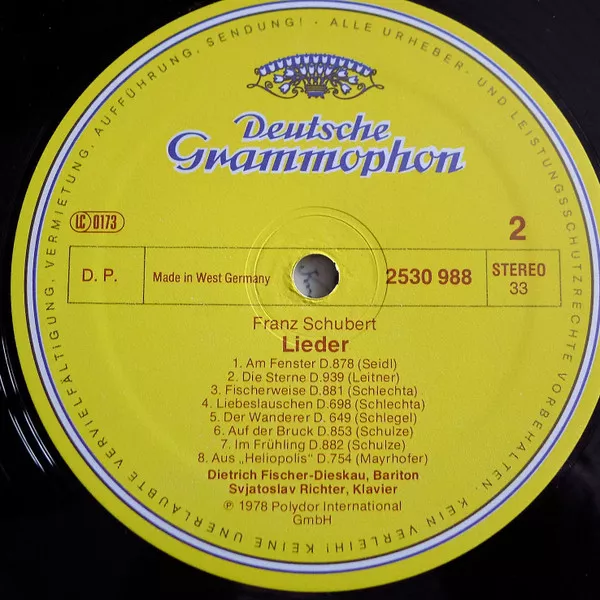 ALLE URHEBER- UND LEISTUNGSSCHUTZRECHTE VORBEHALTEN. KEIN VERLEIH! KEINE UNERLAUBTE VERVIELFÄLTIGUNG, VERMIETUNG, AUFFÜHRUNG, SENDUNG! ·
Deutsche
Grammophon
LC 0173
2
D. P.
Made in West Germany
2530 988
STEREO
33
Franz Schubert
Lieder
1. Am Fenster D.878 (Seidl)
2. Die Sterne D.939 (Leitner)
3. Fischerweise D.881 (Schlechta)
4. Liebeslauschen D.698 (Schlechta)
5. Der Wanderer D. 649 (Schlegel)
6. Auf der Bruck D.853 (Schulze)
7. Im Frühling D.882 (Schulze)
8. Aus „Heliopolis" D.754 (Mayrhofer)
Dietrich Fischer-Dieskau, Bariton
Svjatoslav Richter, Klavier
℗ 1978 Polydor International
GmbH